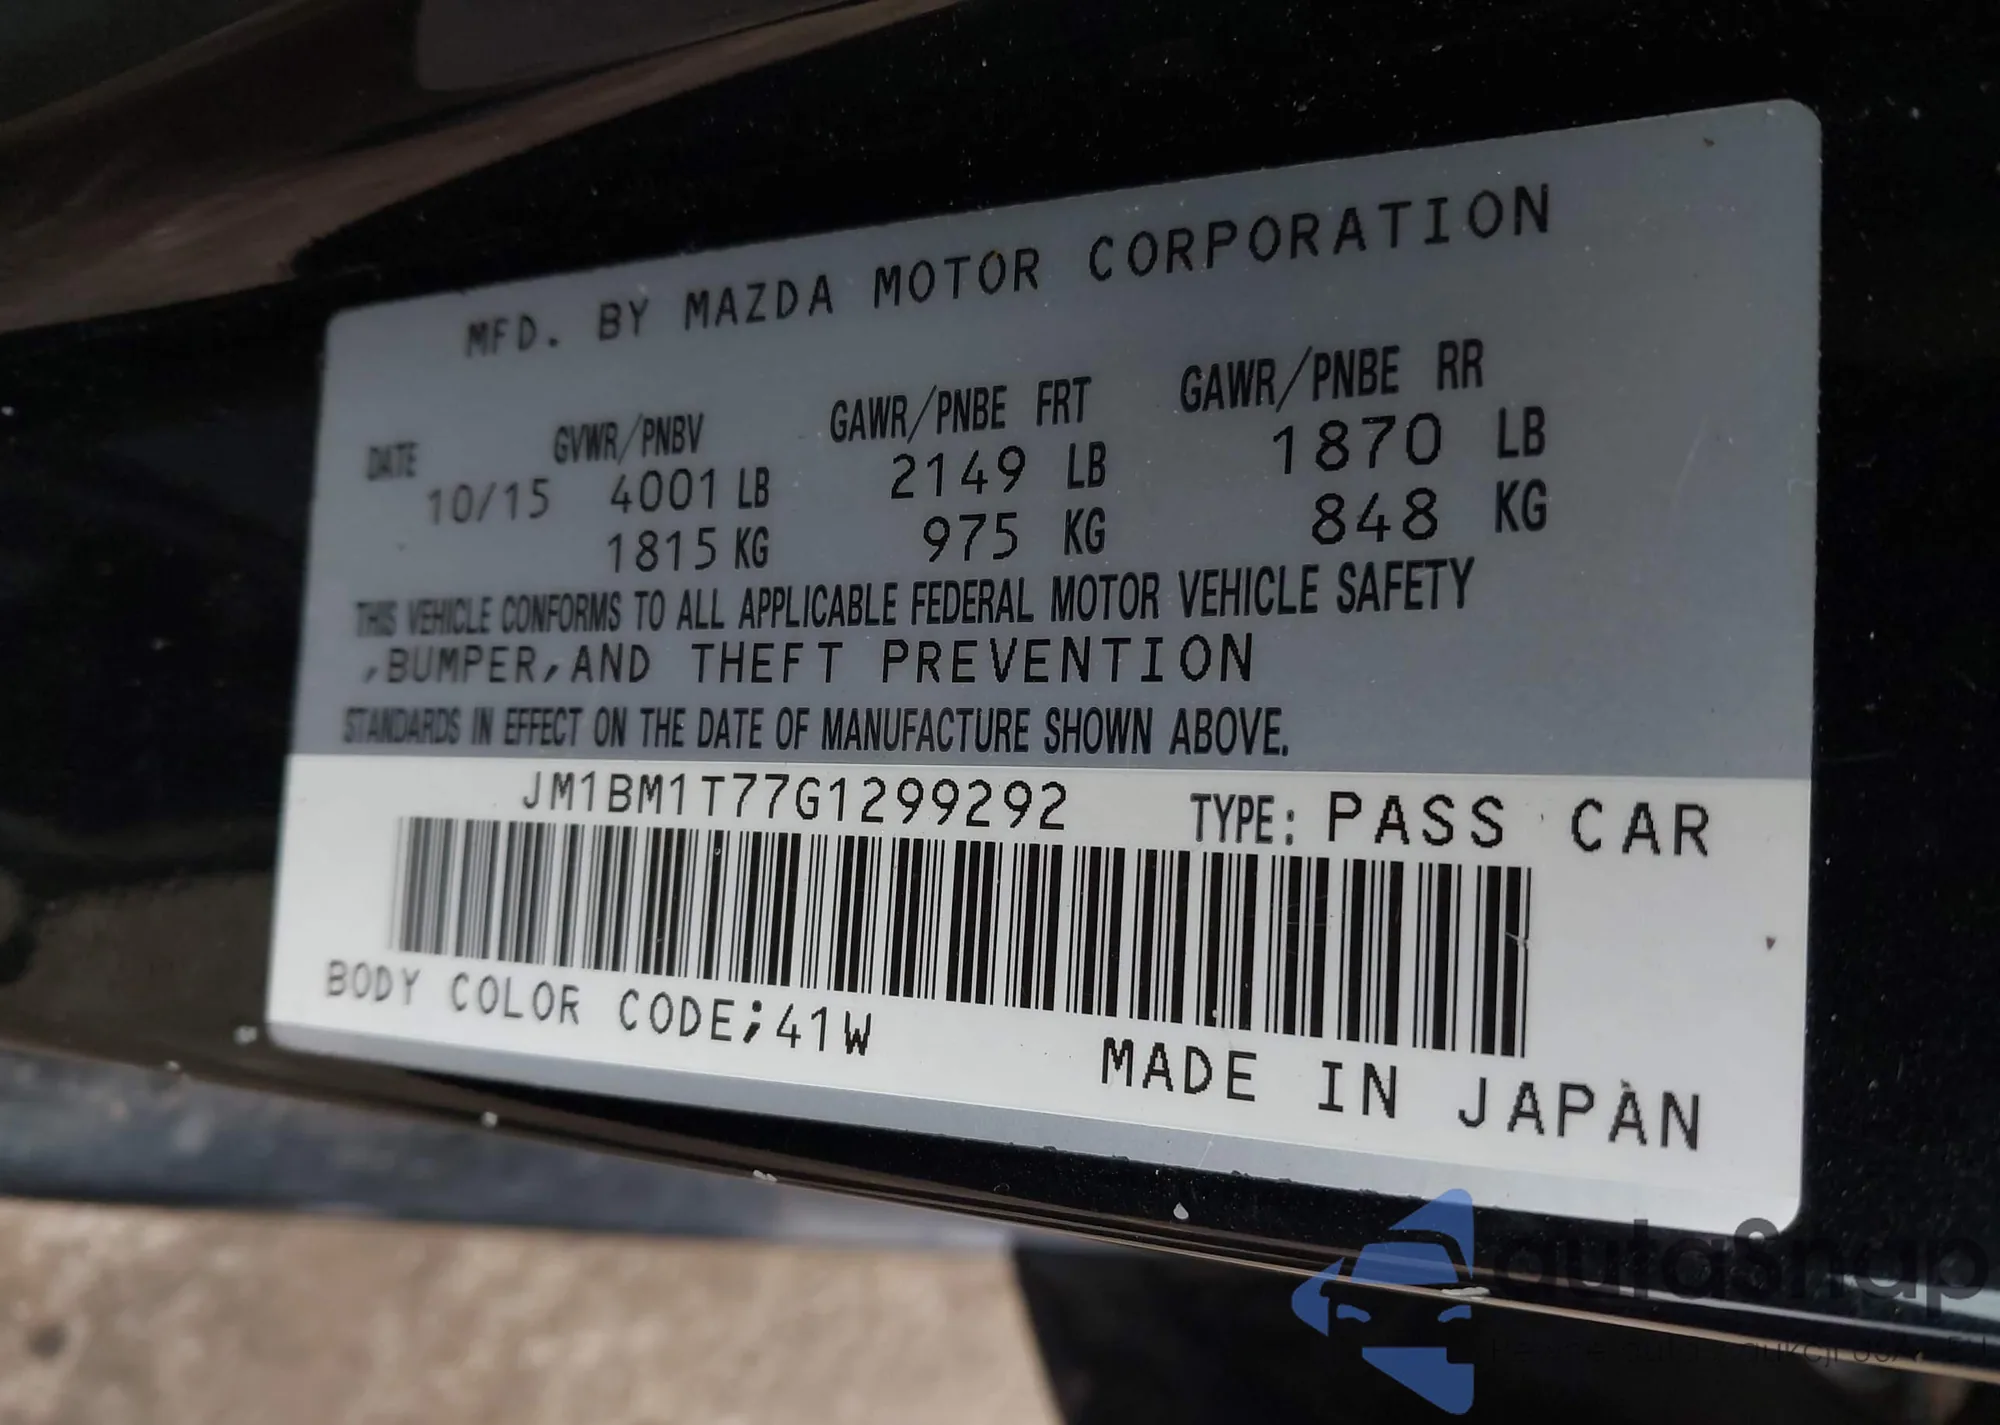 MFD. BY MAZDA MOTOR CORPORATION
DATE GVWR/PNBV GAWR/PNBE FRT GAWR/PNBE RR
10/15 4001 LB 2149 LB 1870 LB
1815 KG 975 KG 848 KG
THIS VEHICLE CONFORMS TO ALL APPLICABLE FEDERAL MOTOR VEHICLE SAFETY
,BUMPER,AND THEFT PREVENTION
STANDARDS IN EFFECT ON THE DATE OF MANUFACTURE SHOWN ABOVE.
JM1BM1T77G1299292 TYPE: PASS CAR
BODY COLOR CODE;41W
MADE IN JAPAN
autoSnap